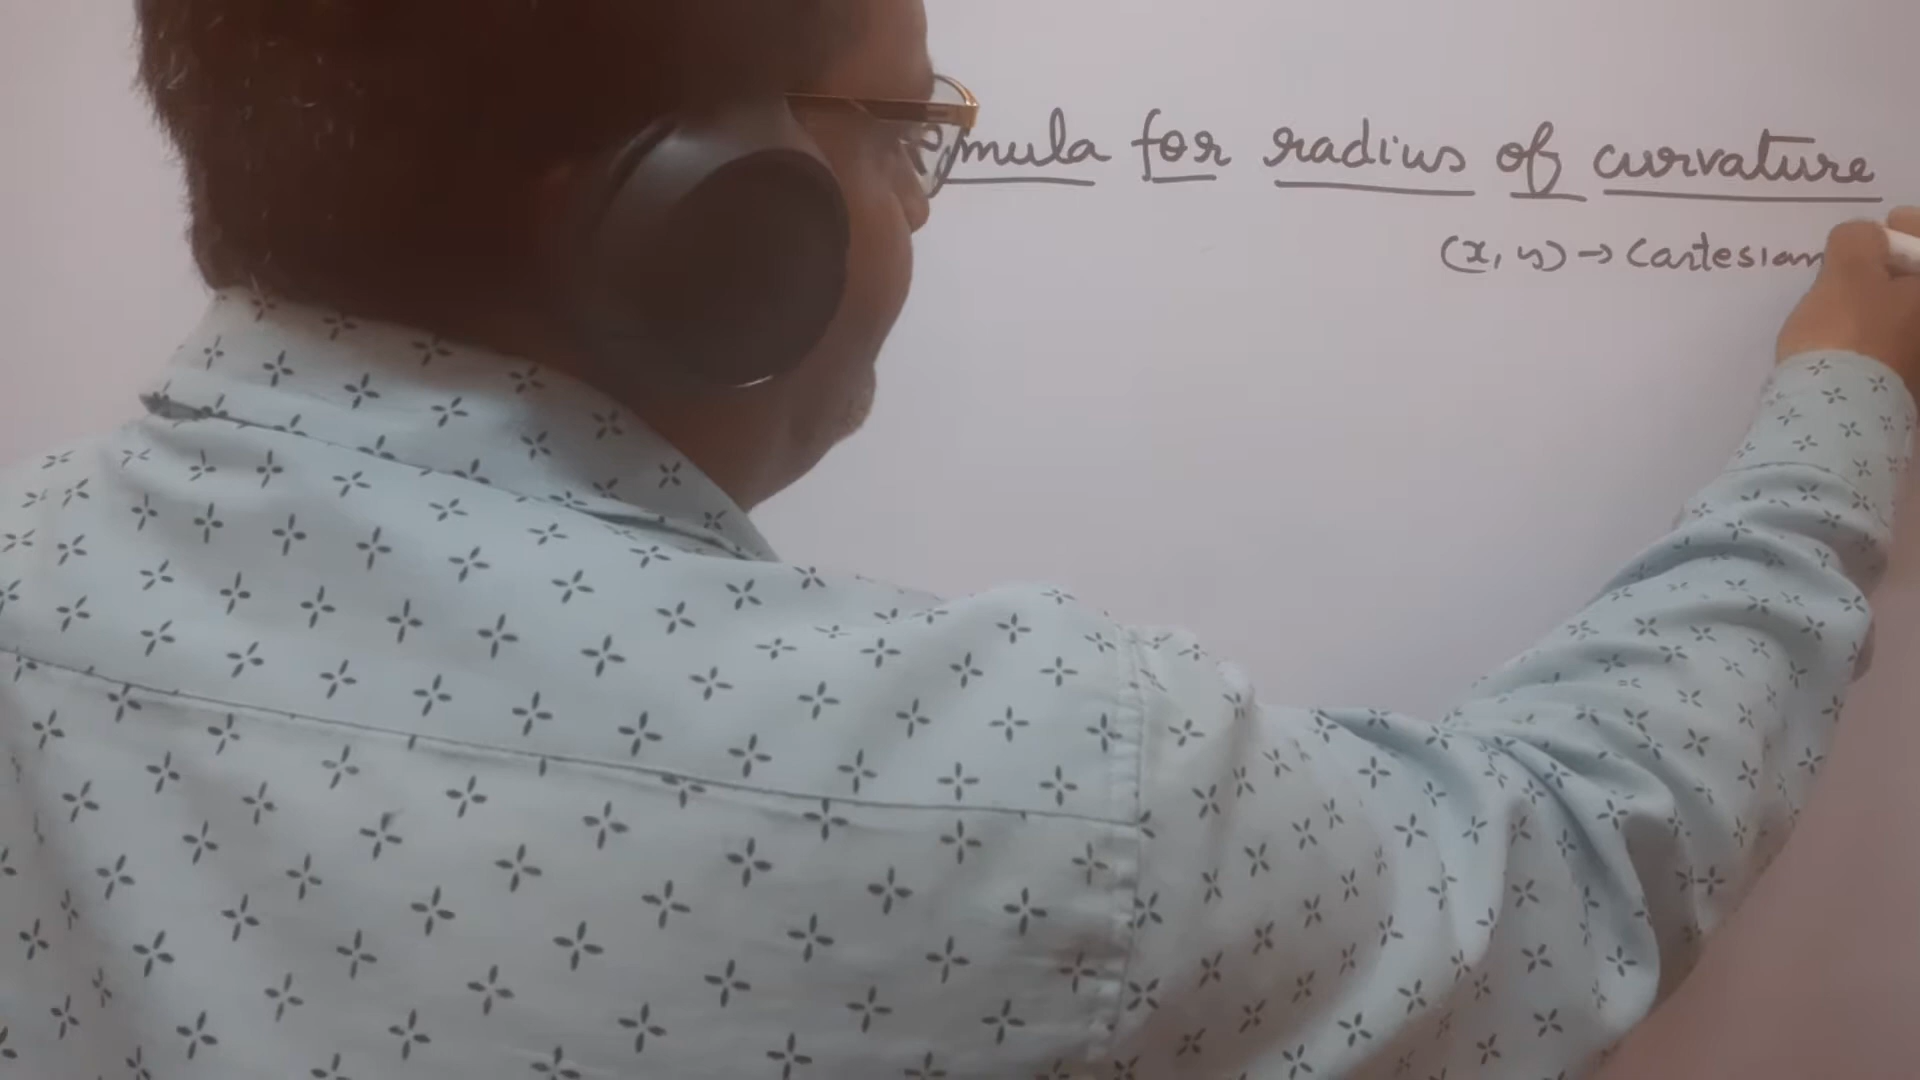 mula for radius of curvature
(x, y) → Cartesian